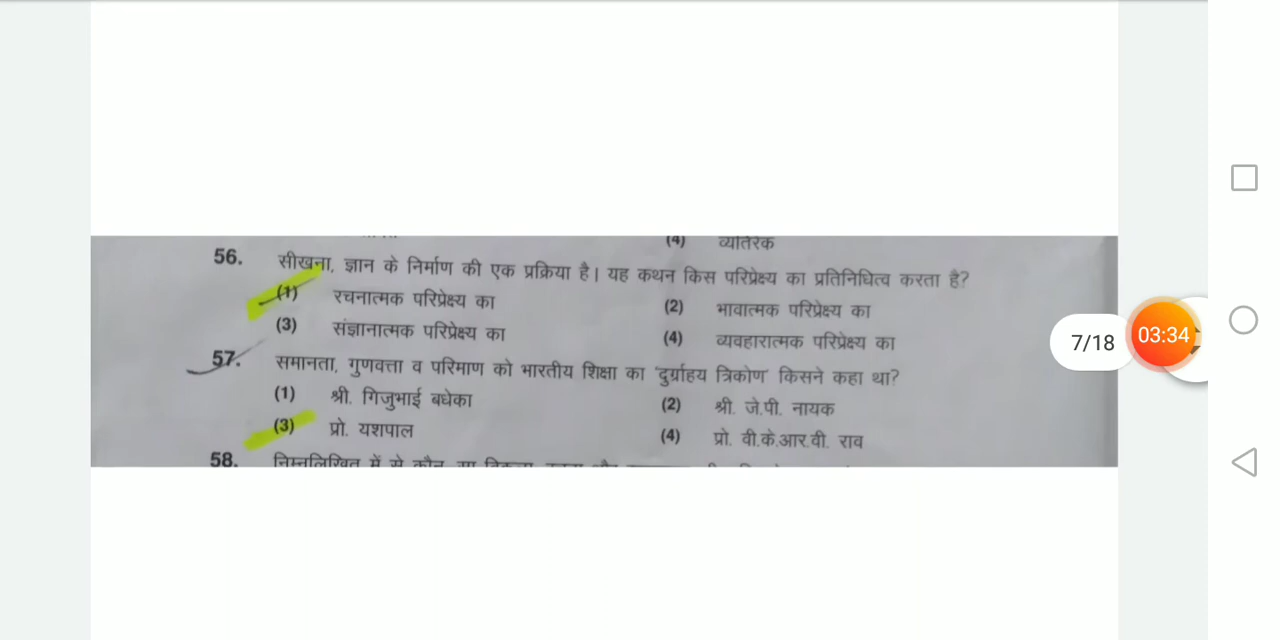 (4) व्यतिरेक
56. सीखना, ज्ञान के निर्माण की एक प्रक्रिया है। यह कथन किस परिप्रेक्ष्य का प्रतिनिधित्व करता है?
(1) रचनात्मक परिप्रेक्ष्य का (2) भावात्मक परिप्रेक्ष्य का
(3) संज्ञानात्मक परिप्रेक्ष्य का (4) व्यवहारात्मक परिप्रेक्ष्य का
7/18 03:34
57. समानता, गुणवत्ता व परिमाण को भारतीय शिक्षा का 'दुर्ग्राहय त्रिकोण' किसने कहा था?
(1) श्री. गिजुभाई बधेका (2) श्री. जे.पी. नायक
(3) प्रो. यशपाल (4) प्रो. वी.के.आर.वी. राव
58. निम्नलिखित में से कौन